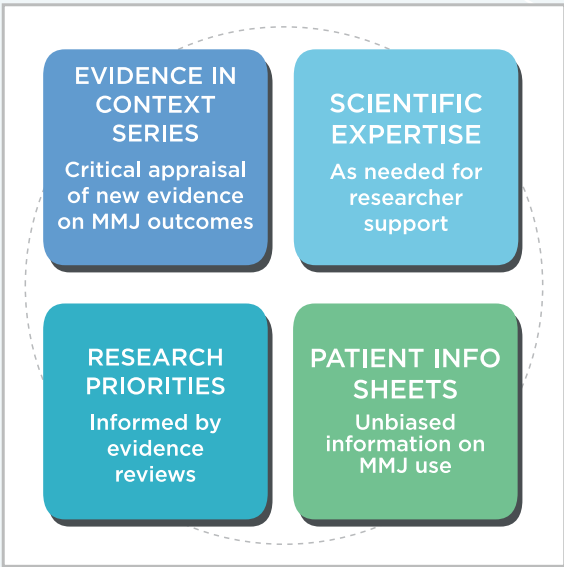 EVIDENCE IN
CONTEXT
SERIES
Critical appraisal
of new evidence
on MMJ outcomes
SCIENTIFIC
EXPERTISE
As needed for
researcher
support
RESEARCH
PRIORITIES
Informed by
evidence
reviews
PATIENT INFO
SHEETS
Unbiased
information on
MMJ use